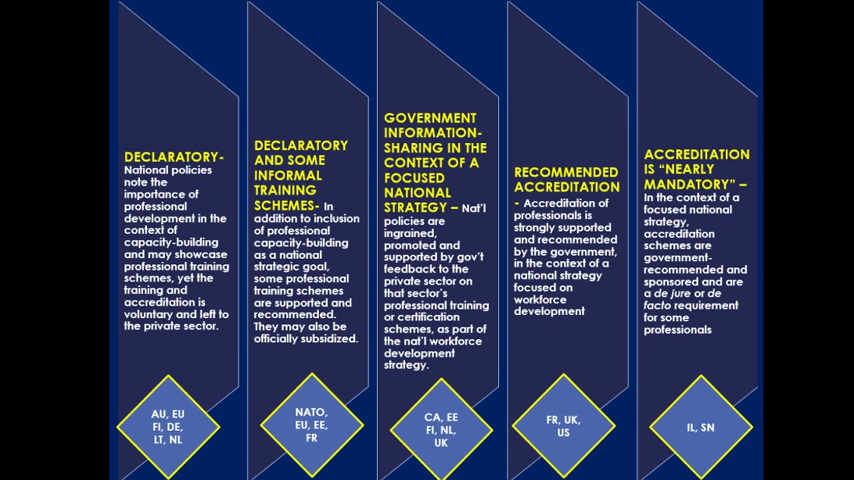 DECLARATORY-
National policies
note the
importance of
professional
development in the
context of
capacity-building
and may showcase
professional training
schemes, yet the
training and
accreditation is
voluntary and left to
the private sector.
AU, EU
FI, DE,
LT, NL
DECLARATORY
AND SOME
INFORMAL
TRAINING
SCHEMES- In
addition to inclusion
of professional
capacity-building
as a national
strategic goal,
some professional
training schemes
are supported and
recommended.
They may also be
officially subsidized.
NATO,
EU, EE,
FR
GOVERNMENT
INFORMATION-
SHARING IN THE
CONTEXT OF A
FOCUSED
NATIONAL
STRATEGY – Nat'l
policies are
ingrained,
promoted and
supported by gov't
feedback to the
private sector on
that sector's
professional training
or certification
schemes, as part of
the nat'l workforce
development
strategy.
CA, EE
FI, NL,
UK
RECOMMENDED
ACCREDITATION
- Accreditation of
professionals is
strongly supported
and recommended
by the government,
in the context of a
national strategy
focused on
workforce
development
FR, UK,
US
ACCREDITATION
IS “NEARLY
MANDATORY” –
In the context of a
focused national
strategy,
accreditation
schemes are
government-
recommended and
sponsored and are
a de jure or de
facto requirement
for some
professionals
IL, SN